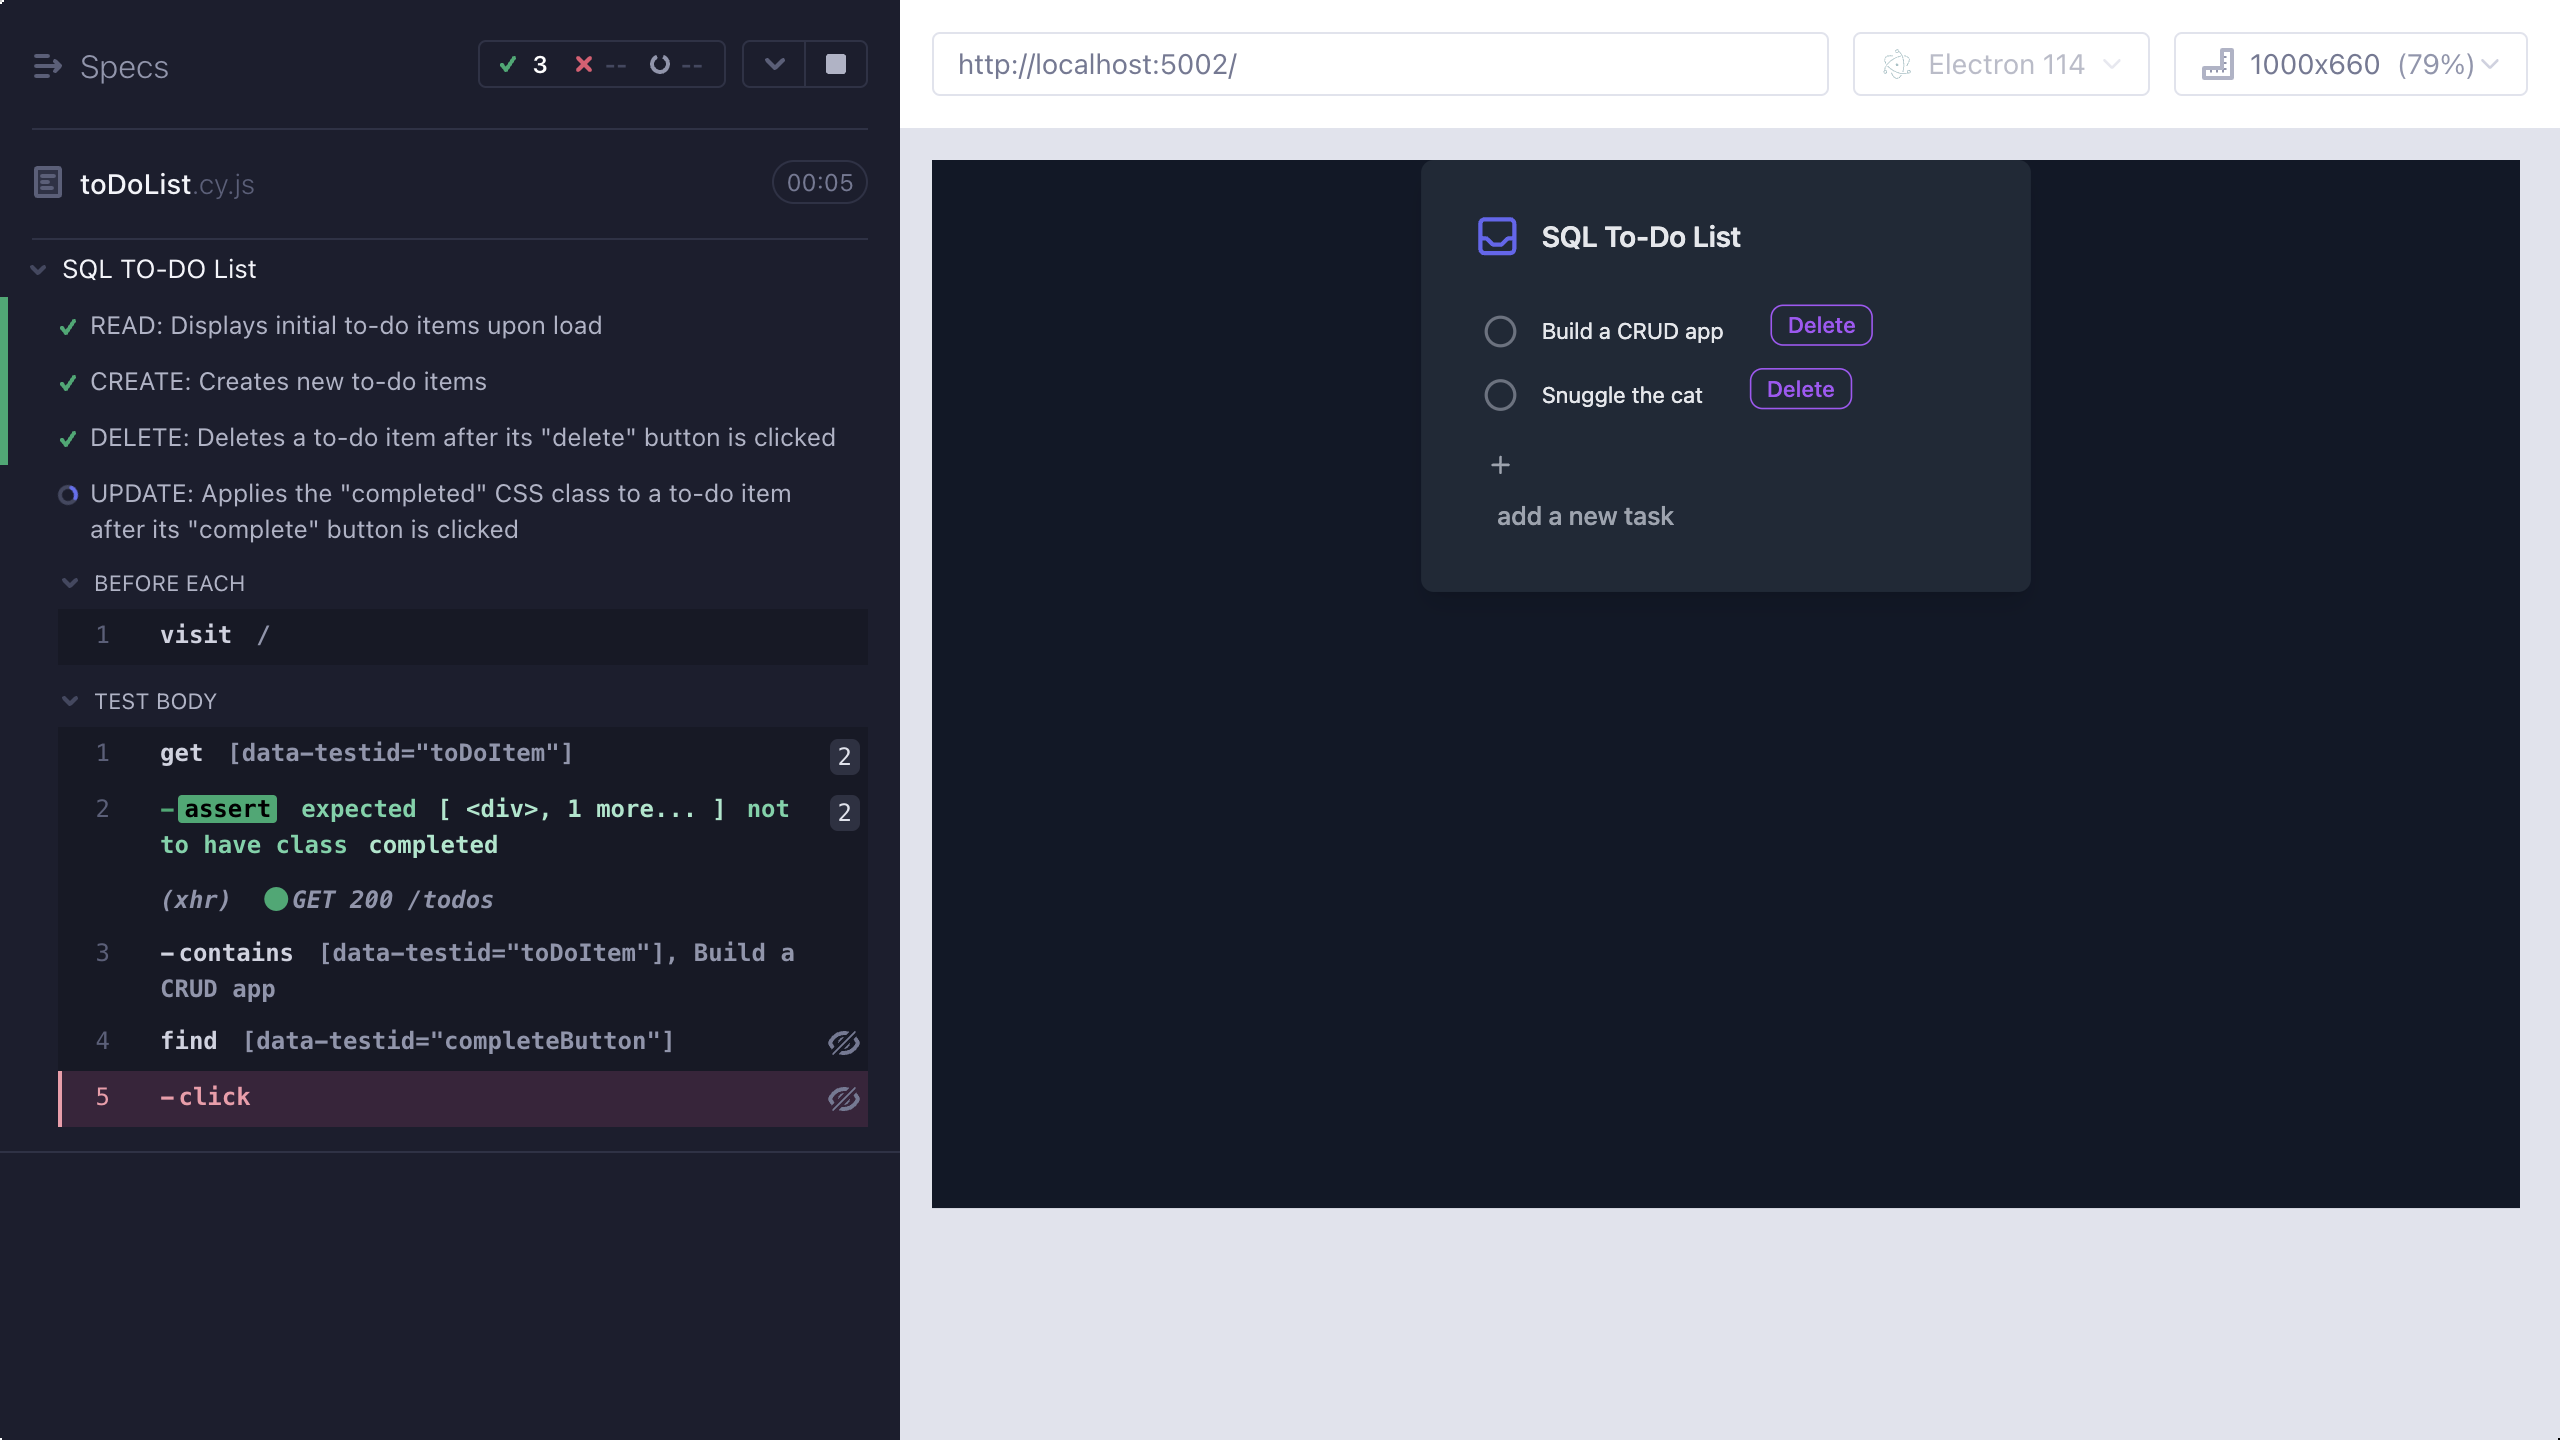 Specs
3 -- --
toDoList.cy.js
00:05
SQL TO-DO List
READ: Displays initial to-do items upon load
CREATE: Creates new to-do items
DELETE: Deletes a to-do item after its "delete" button is clicked
UPDATE: Applies the "completed" CSS class to a to-do item
after its "complete" button is clicked
BEFORE EACH
1 visit /
TEST BODY
1 get [data-testid="toDoItem"] 2
2 -assert expected [ <div>, 1 more... ] not 2
to have class completed
(xhr) GET 200 /todos
3 -contains [data-testid="toDoItem"], Build a
CRUD app
4 find [data-testid="completeButton"]
5 -click
http://localhost:5002/
Electron 114
1000x660 (79%)
SQL To-Do List
Build a CRUD app Delete
Snuggle the cat Delete
+
add a new task